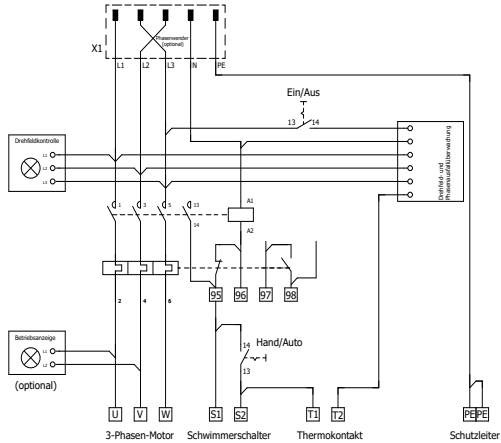 X1
Phasenwender
(optional)
L1
L2
L3
N
PE
Ein/Aus
13
14
Drehfeldkontrolle
L1
L2
L3
Drehfeld- und
Phasenausfallüberwachung
1
3
5
13
14
A1
A2
2
4
6
95
96
97
98
Betriebsanzeige
L1
L2
(optional)
Hand/Auto
14
13
U
V
W
S1
S2
T1
T2
PE
PE
3-Phasen-Motor
Schwimmerschalter
Thermokontakt
Schutzleiter